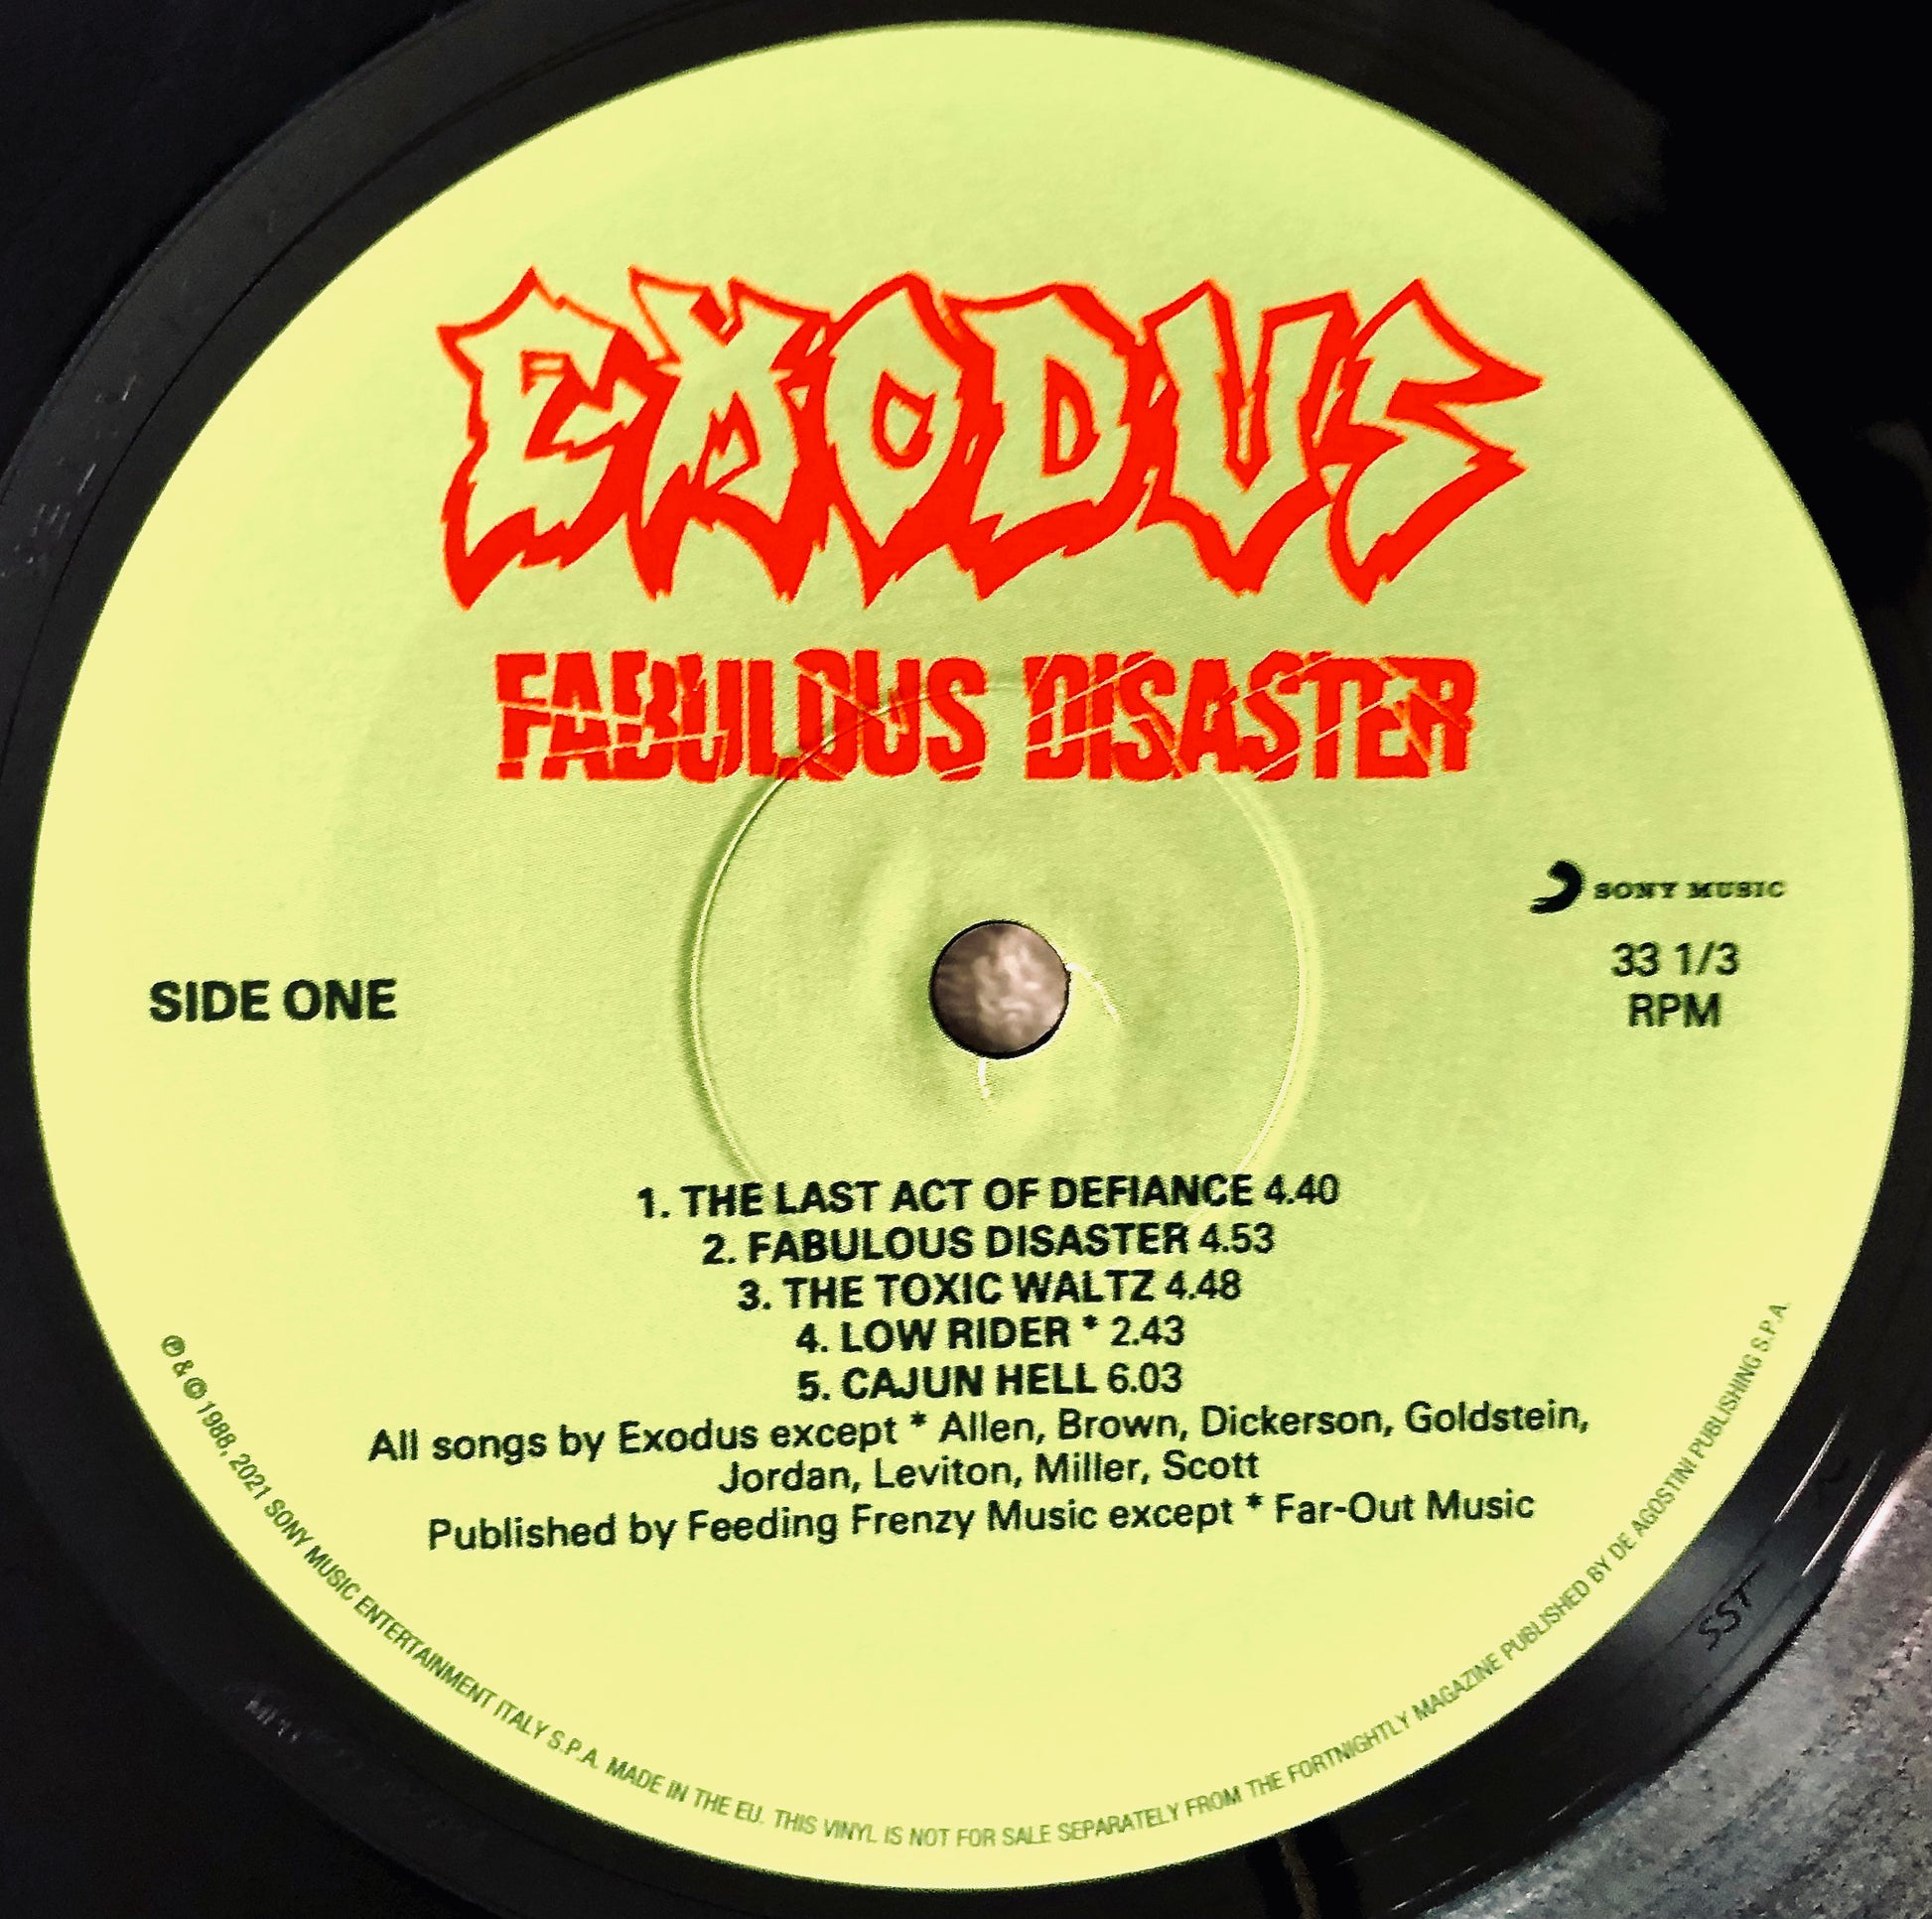 EXODUS
FABULOUS DISASTER
SONY MUSIC
33 1/3
RPM
SIDE ONE
1. THE LAST ACT OF DEFIANCE 4.40
2. FABULOUS DISASTER 4.53
3. THE TOXIC WALTZ 4.48
4. LOW RIDER * 2.43
5. CAJUN HELL 6.03
All songs by Exodus except * Allen, Brown, Dickerson, Goldstein,
Jordan, Leviton, Miller, Scott
Published by Feeding Frenzy Music except * Far-Out Music
℗ & © 1988, 2021 SONY MUSIC ENTERTAINMENT ITALY S.P.A. MADE IN THE EU. THIS VINYL IS NOT FOR SALE SEPARATELY FROM THE FORTNIGHTLY MAGAZINE PUBLISHED BY DE AGOSTINI PUBLISHING S.P.A.
SST